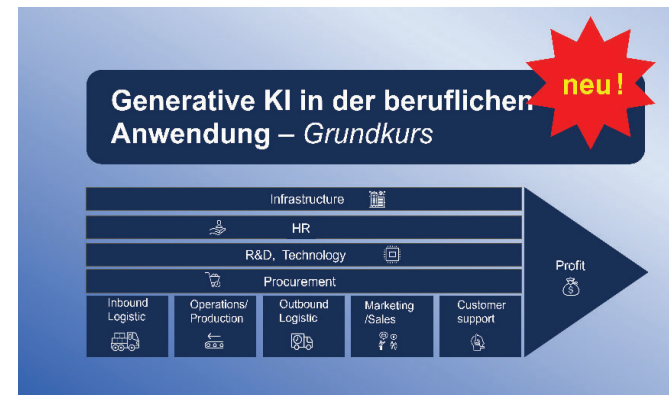 neu!
Generative KI in der beruflichen
Anwendung – Grundkurs
Infrastructure
HR
R&D, Technology
Procurement
Profit
Inbound
Logistic
Operations/
Production
Outbound
Logistic
Marketing
/Sales
Customer
support